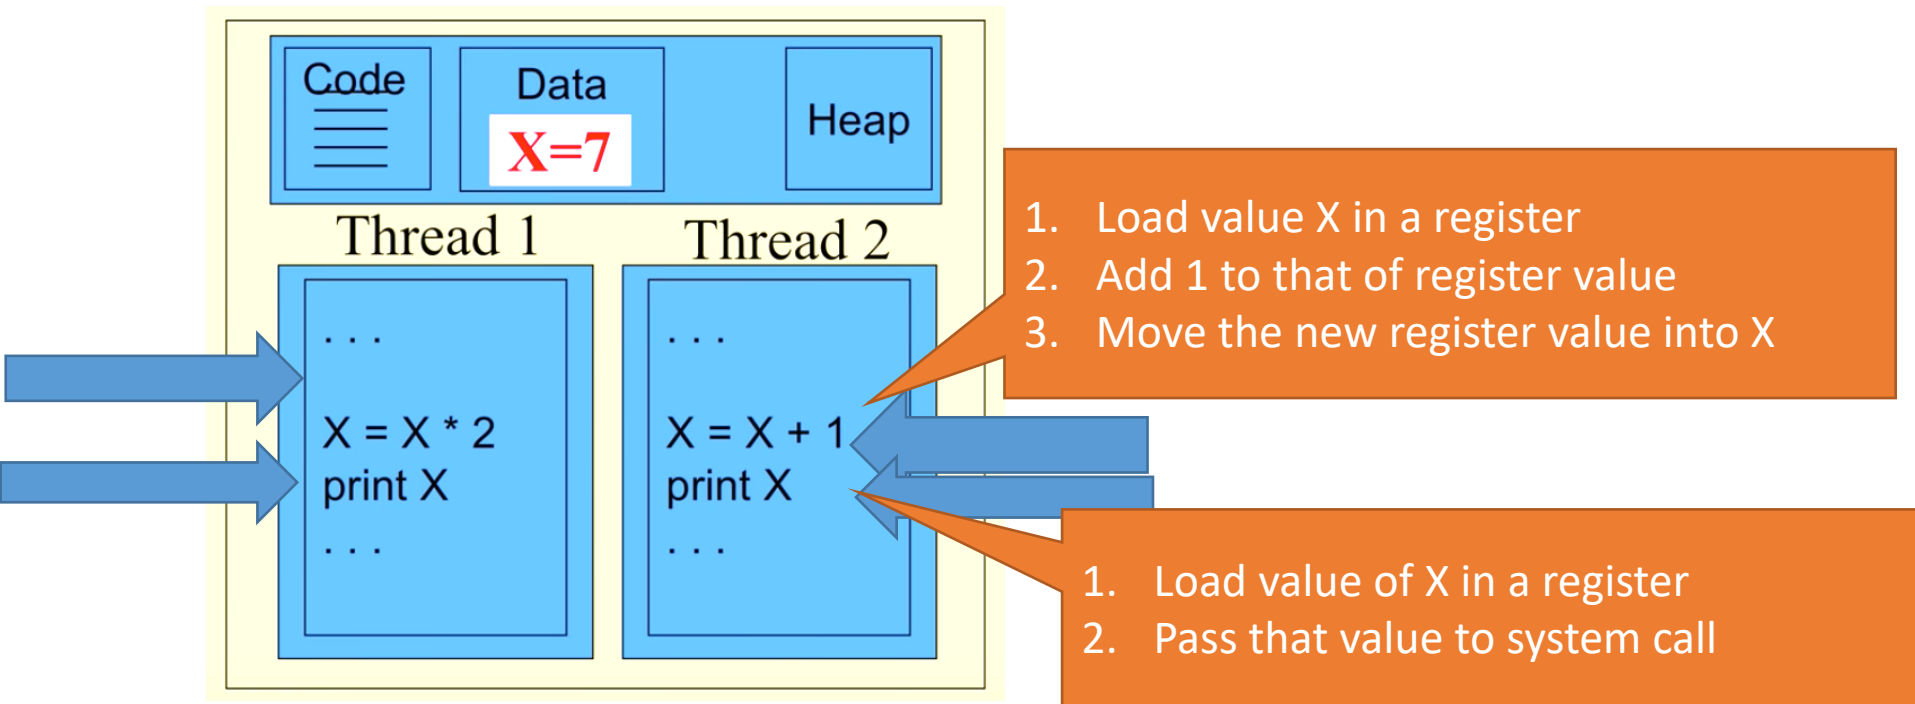 Code
Data
X=7
Heap
Thread 1
Thread 2
. . .
X = X * 2
print X
. . .
. . .
X = X + 1
print X
. . .
1. Load value X in a register
2. Add 1 to that of register value
3. Move the new register value into X
1. Load value of X in a register
2. Pass that value to system call